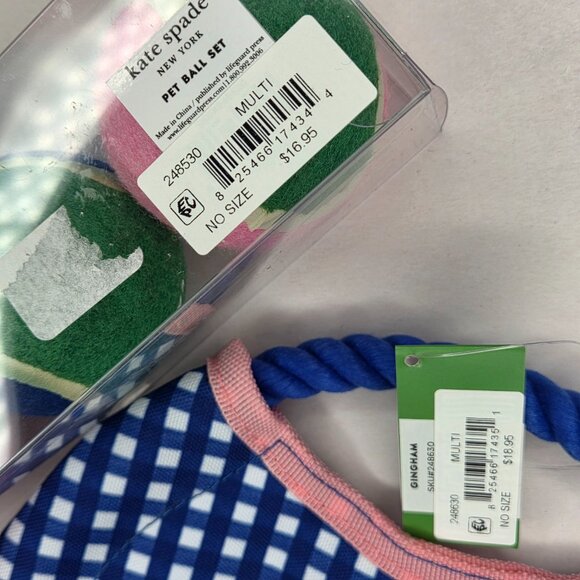 kate spade
NEW YORK
PET BALL SET
Made in China / published by lifeguard press
www.lifeguardpress.com | 1.800.992.3006
248530
MULTI
8 25466 17434 4
NO SIZE
$16.95
GINGHAM
SKU#248630
248630
MULTI
8 25466 17435 1
NO SIZE
$18.95